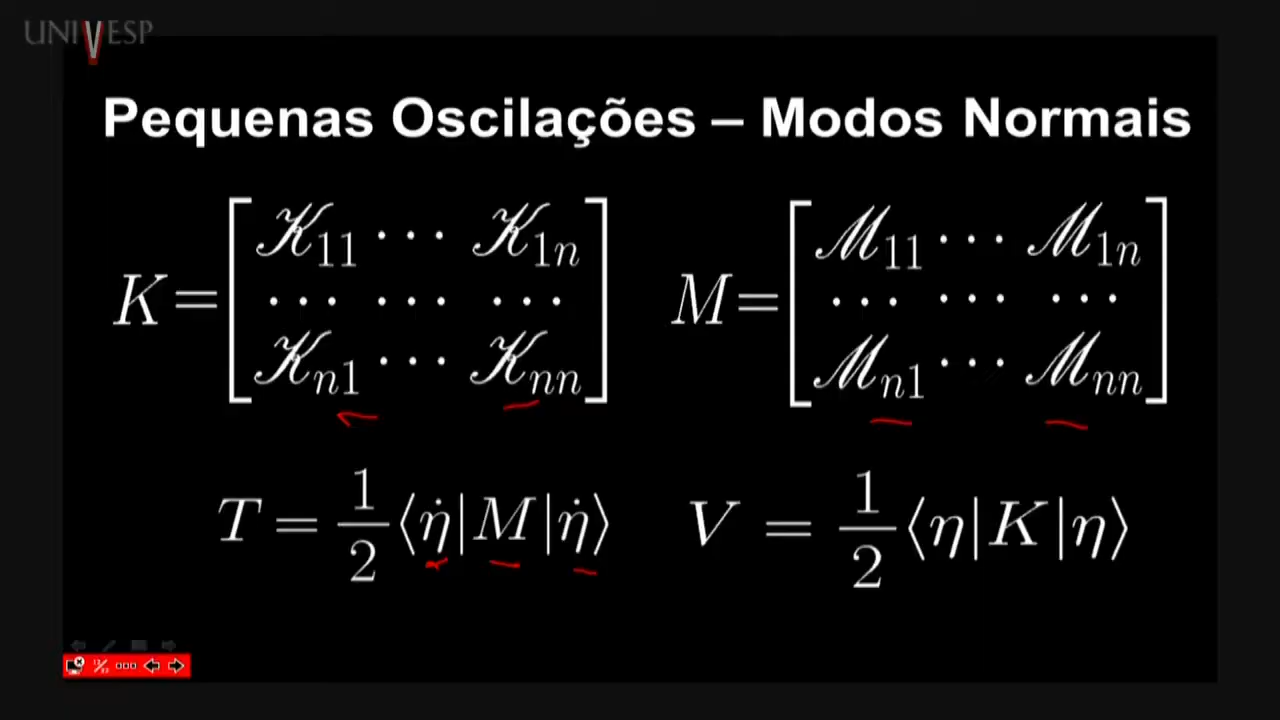 UNIVESP
Pequenas Oscilações – Modos Normais
K = [ 𝒦₁₁ ··· 𝒦₁ₙ ] M = [ ℳ₁₁ ··· ℳ₁ₙ ]
[ ··· ··· ··· ] [ ··· ··· ··· ]
[ 𝒦ₙ₁ ··· 𝒦ₙₙ ] [ ℳₙ₁ ··· ℳₙₙ ]
T = 1/2 ⟨η̇|M|η̇⟩ V = 1/2 ⟨η|K|η⟩